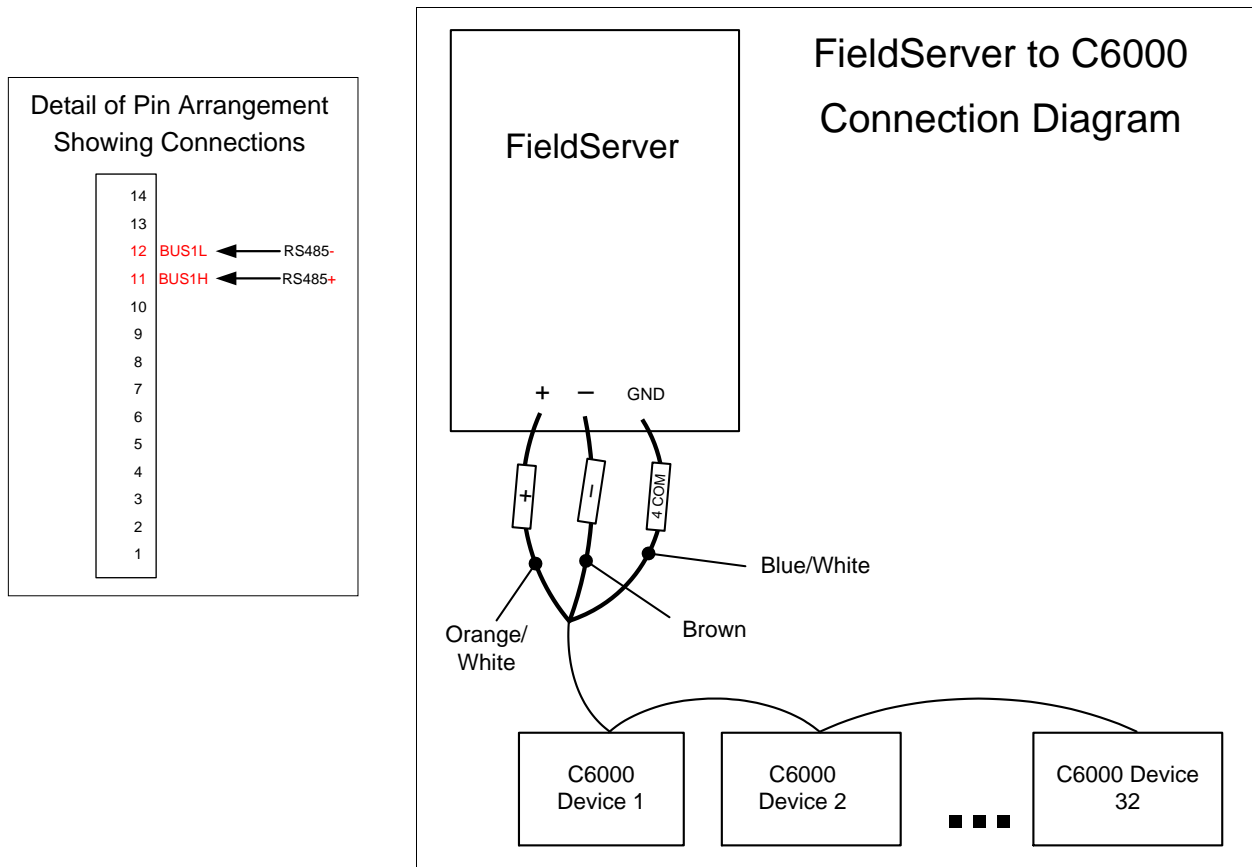 Detail of Pin Arrangement
Showing Connections
14
13
12 BUS1L RS485-
11 BUS1H RS485+
10
9
8
7
6
5
4
3
2
1
FieldServer to C6000
Connection Diagram
FieldServer
+ − GND
+ − 4 COM
Blue/White
Brown
Orange/
White
C6000
Device 1
C6000
Device 2
C6000 Device
32